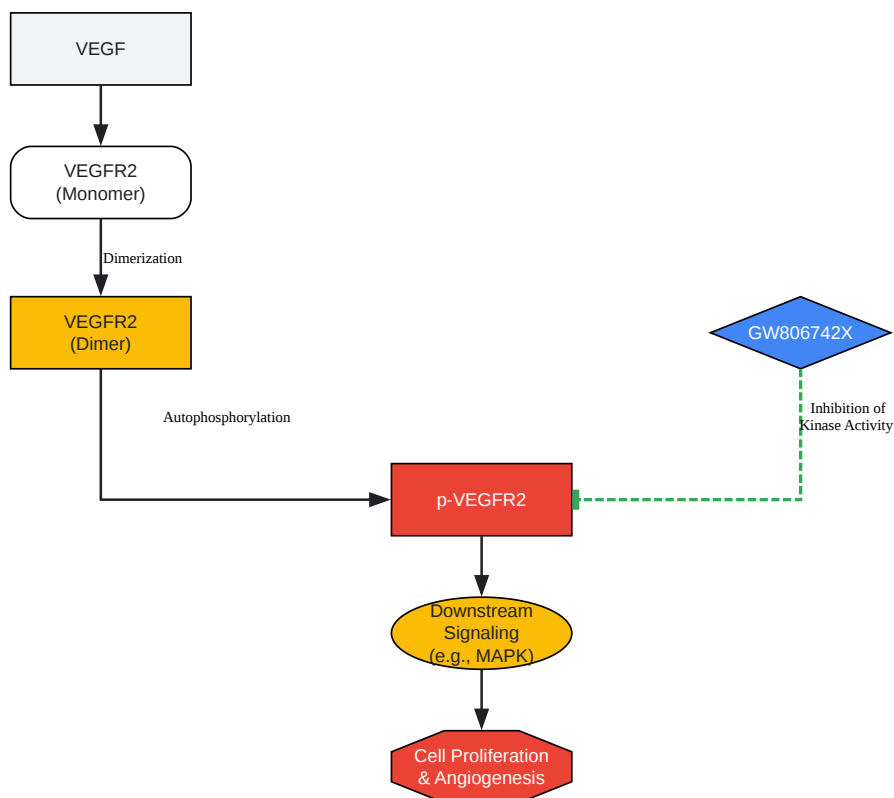 VEGF
VEGFR2
(Monomer)
Dimerization
VEGFR2
(Dimer)
GW806742X
Autophosphorylation
Inhibition of
Kinase Activity
p-VEGFR2
Downstream
Signaling
(e.g., MAPK)
Cell Proliferation
& Angiogenesis